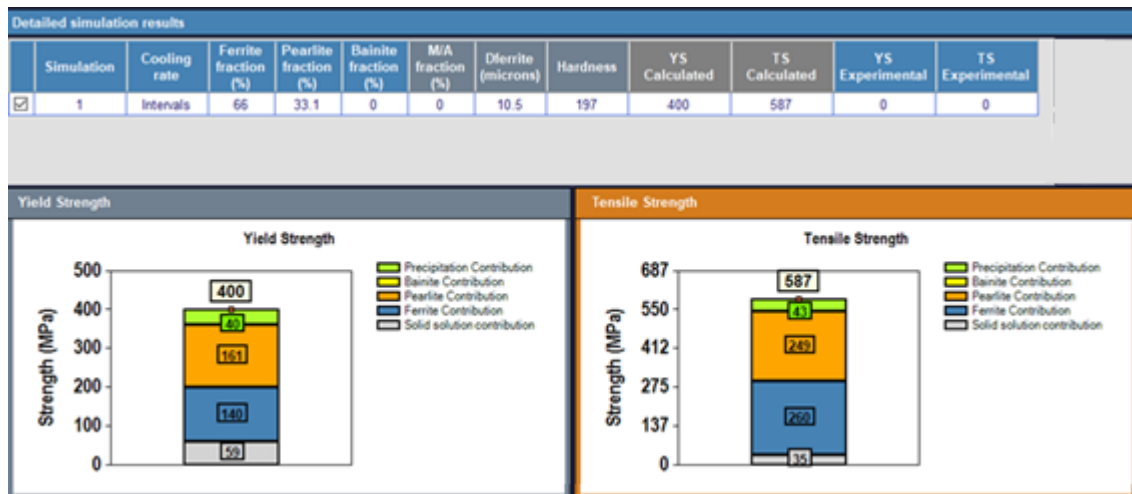 Detailed simulation results
Simulation Cooling rate Ferrite fraction (%) Pearlite fraction (%) Bainite fraction (%) M/A fraction (%) Dferrite (microns) Hardness YS Calculated TS Calculated YS Experimental TS Experimental
1 Intervals 66 33.1 0 0 10.5 197 400 587 0 0
Yield Strength
Yield Strength
500
400
300
200
100
0
Strength (MPa)
400
40
161
140
59
Precipitation Contribution
Bainite Contribution
Pearlite Contribution
Ferrite Contribution
Solid solution contribution
Tensile Strength
Tensile Strength
687
550
412
275
137
0
Strength (MPa)
587
43
249
260
35
Precipitation Contribution
Bainite Contribution
Pearlite Contribution
Ferrite Contribution
Solid solution contribution